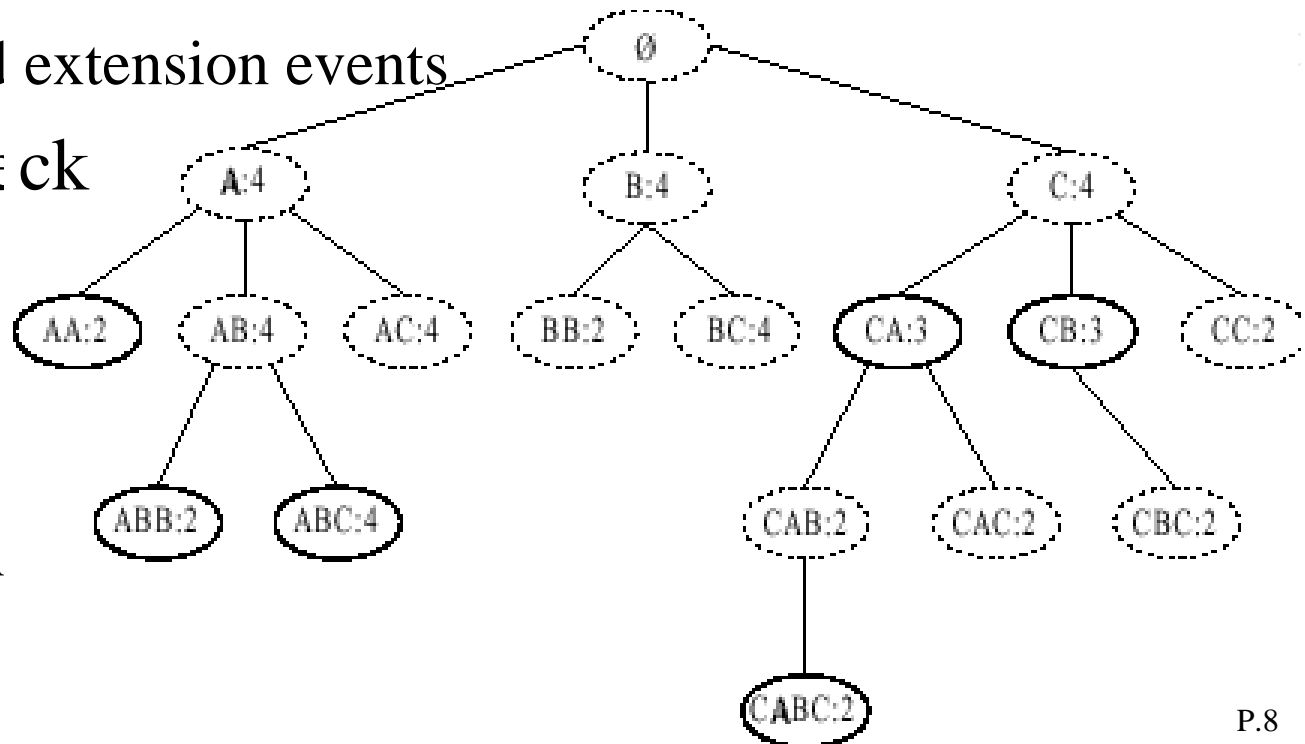 Ø
extension events
ck
A:4 B:4 C:4
AA:2 AB:4 AC:4 BB:2 BC:4 CA:3 CB:3 CC:2
ABB:2 ABC:4 CAB:2 CAC:2 CBC:2
CABC:2
P.8